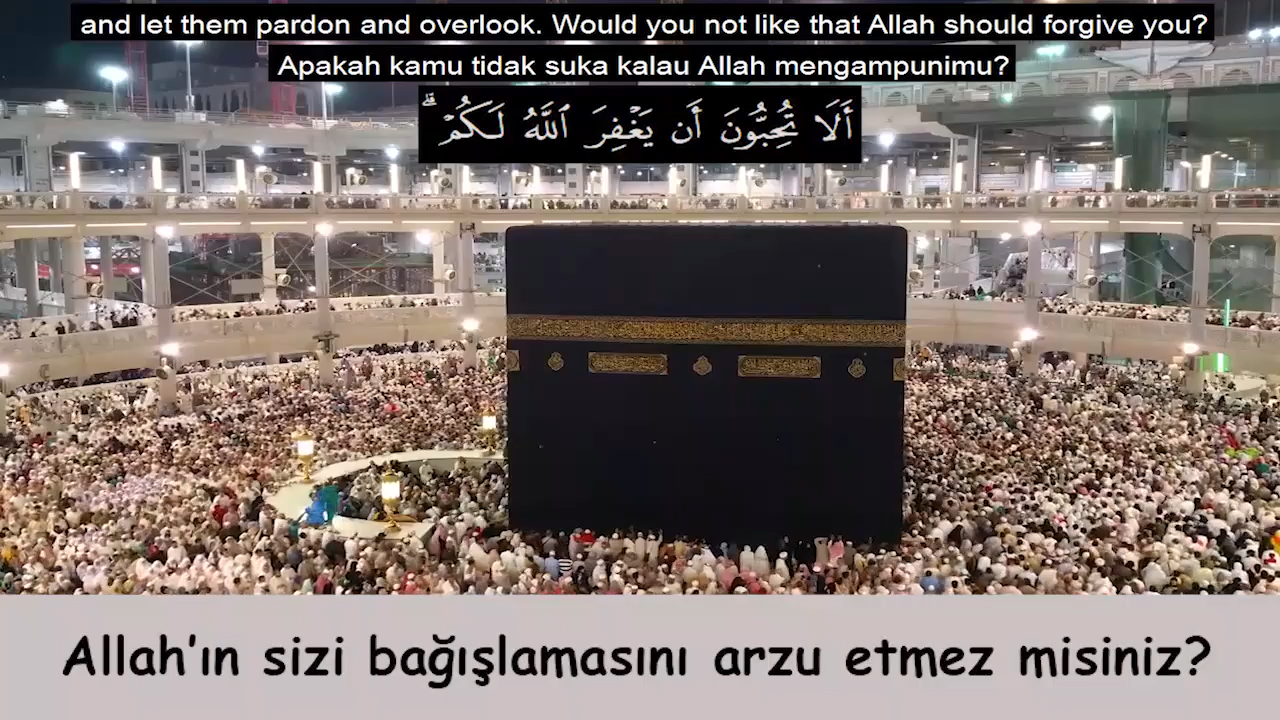 and let them pardon and overlook. Would you not like that Allah should forgive you?
Apakah kamu tidak suka kalau Allah mengampunimu?
أَلَا تُحِبُّونَ أَن يَغْفِرَ ٱللَّهُ لَكُمْ ۗ
Allah’ın sizi bağışlamasını arzu etmez misiniz?